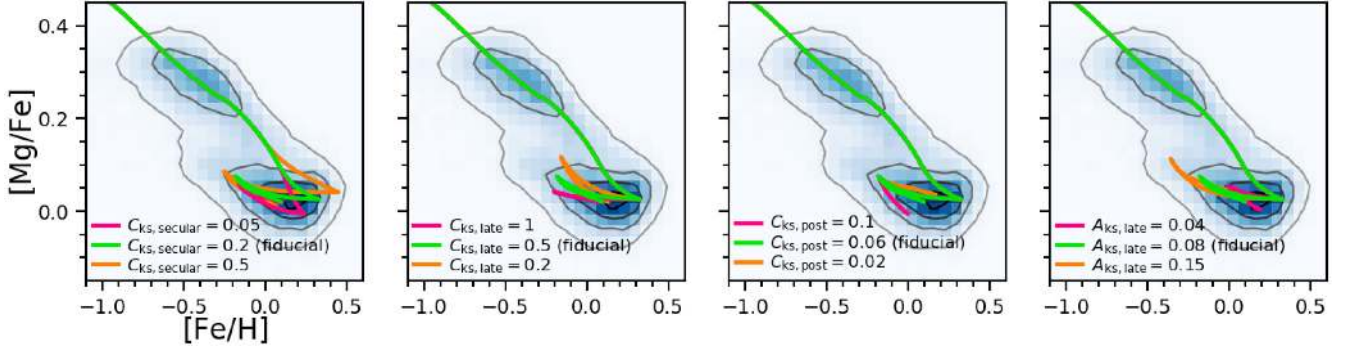 [Mg/Fe]
0.4
0.2
0.0
C_ks,secular = 0.05
C_ks,secular = 0.2 (fiducial)
C_ks,secular = 0.5
C_ks,late = 1
C_ks,late = 0.5 (fiducial)
C_ks,late = 0.2
C_ks,post = 0.1
C_ks,post = 0.06 (fiducial)
C_ks,post = 0.02
A_ks,late = 0.04
A_ks,late = 0.08 (fiducial)
A_ks,late = 0.15
−1.0 −0.5 0.0 0.5
−1.0 −0.5 0.0 0.5
−1.0 −0.5 0.0 0.5
−1.0 −0.5 0.0 0.5
[Fe/H]